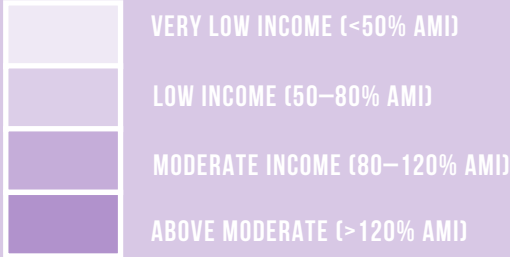 VERY LOW INCOME (<50% AMI)
LOW INCOME (50–80% AMI)
MODERATE INCOME (80–120% AMI)
ABOVE MODERATE (>120% AMI)